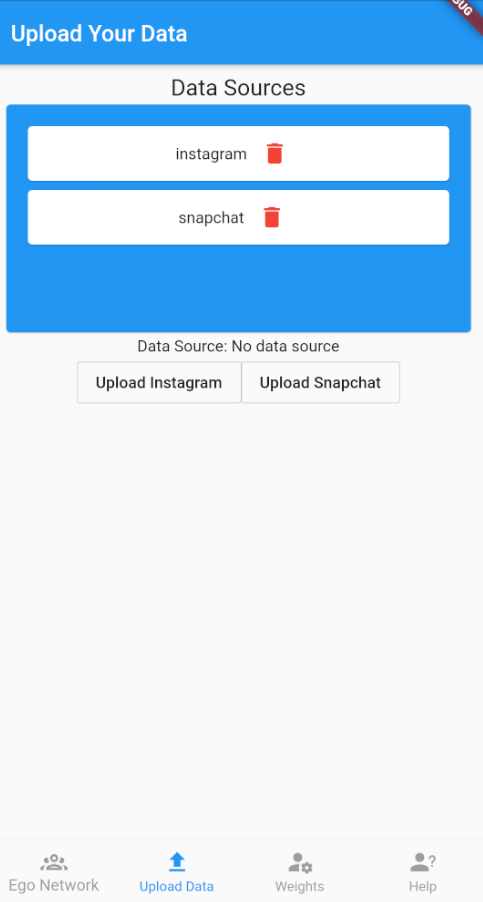 Upload Your Data
Data Sources
instagram
snapchat
Data Source: No data source
Upload Instagram Upload Snapchat
Ego Network Upload Data Weights Help